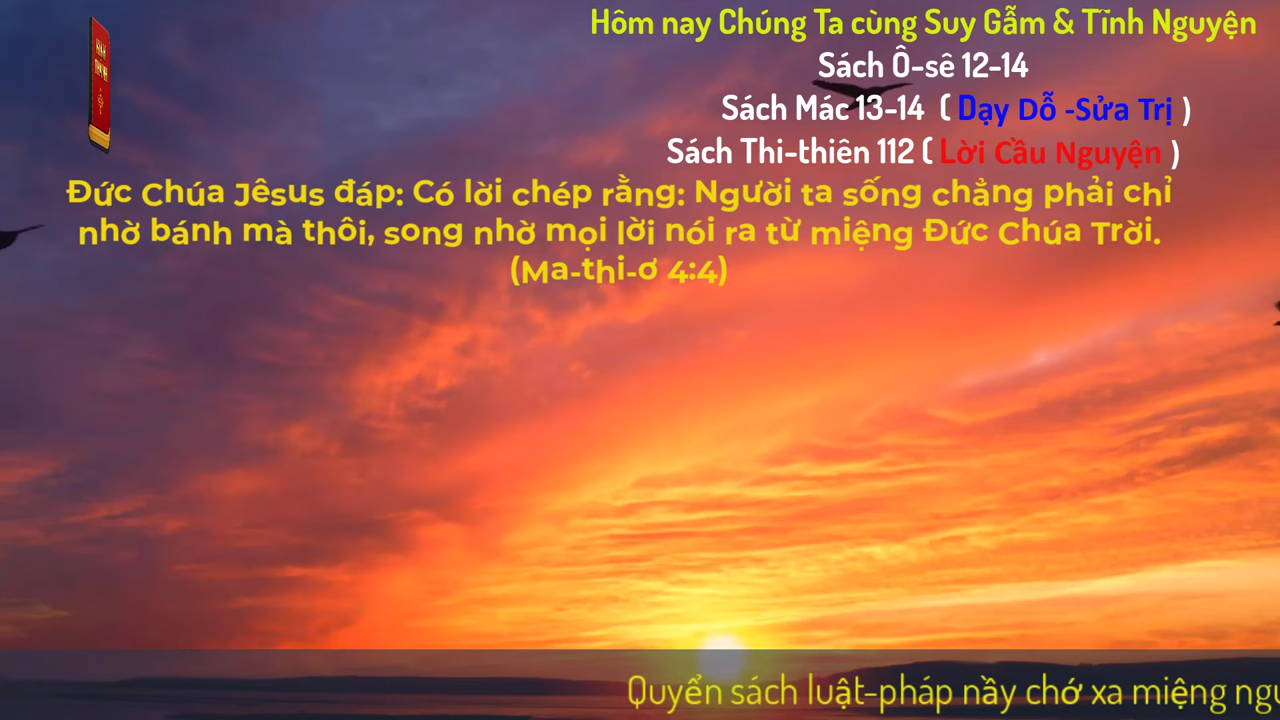 Hôm nay Chúng Ta cùng Suy Gẫm & Tĩnh Nguyện
Sách Ô-sê 12-14
Sách Mác 13-14 ( Dạy Dỗ -Sửa Trị )
Sách Thi-thiên 112 ( Lời Cầu Nguyện )
Đức Chúa Jêsus đáp: Có lời chép rằng: Người ta sống chẳng phải chỉ
nhờ bánh mà thôi, song nhờ mọi lời nói ra từ miệng Đức Chúa Trời.
(Ma-thi-ơ 4:4)
Quyển sách luật-pháp nầy chớ xa miệng ngư